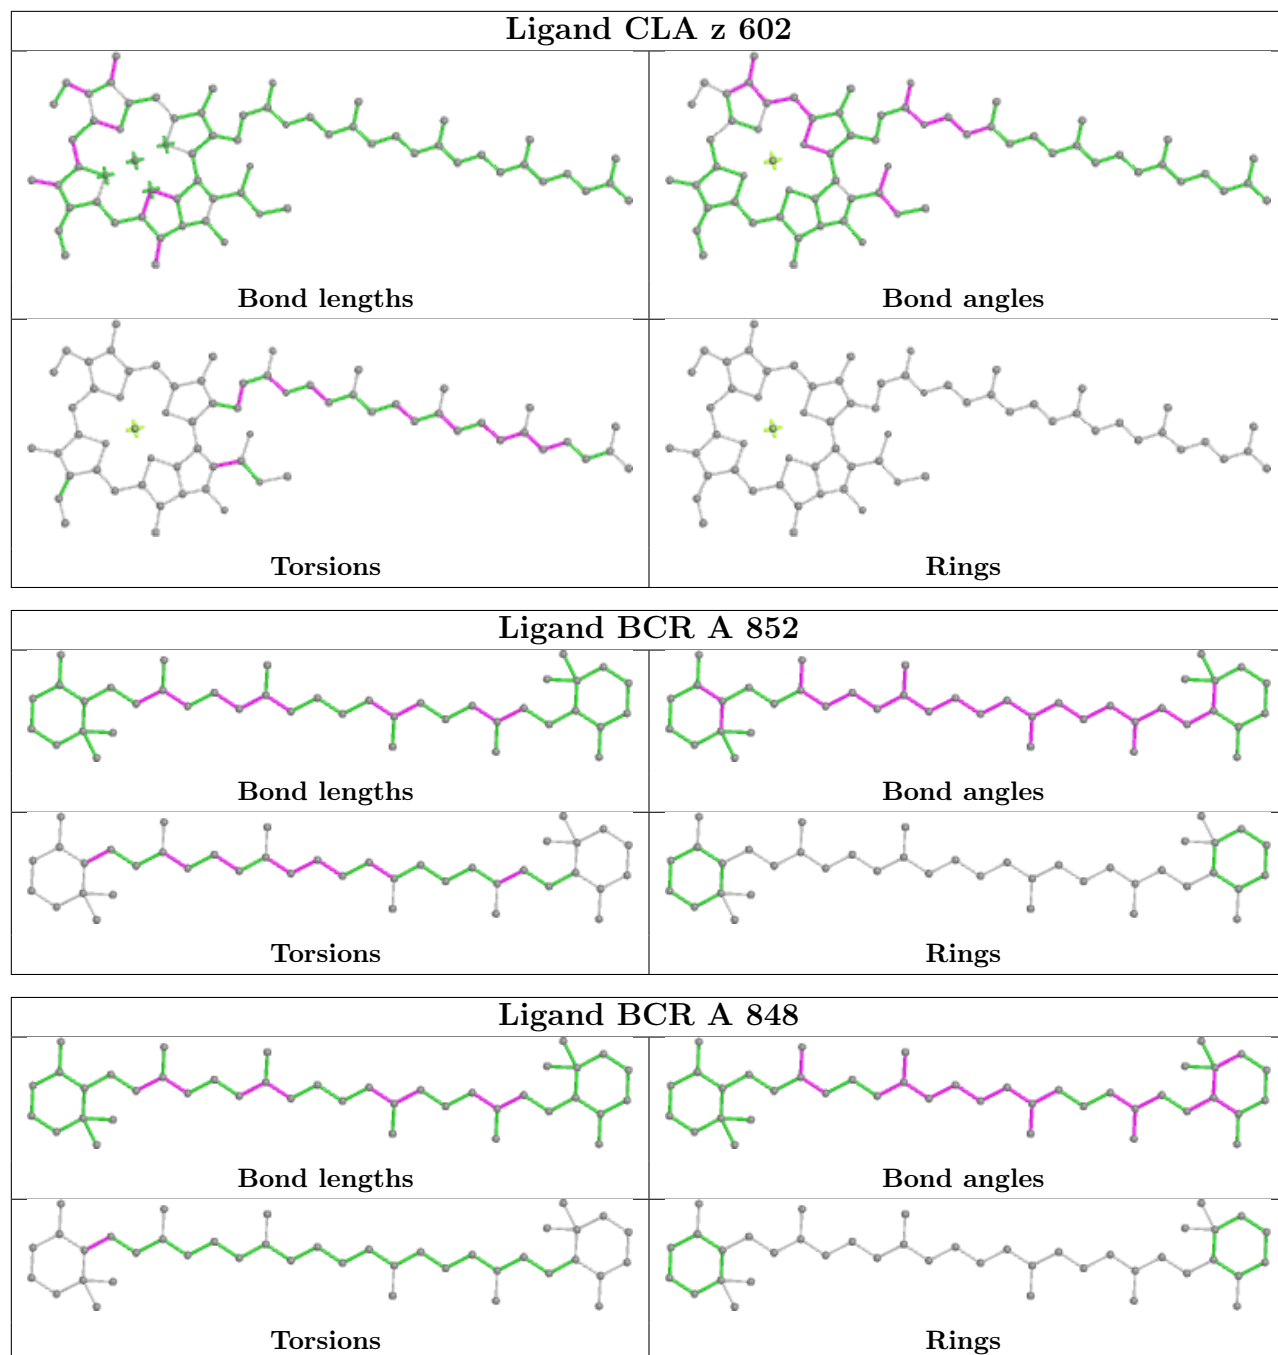 Ligand CLA z 602
Bond lengths
Bond angles
Torsions
Rings
Ligand BCR A 852
Bond lengths
Bond angles
Torsions
Rings
Ligand BCR A 848
Bond lengths
Bond angles
Torsions
Rings